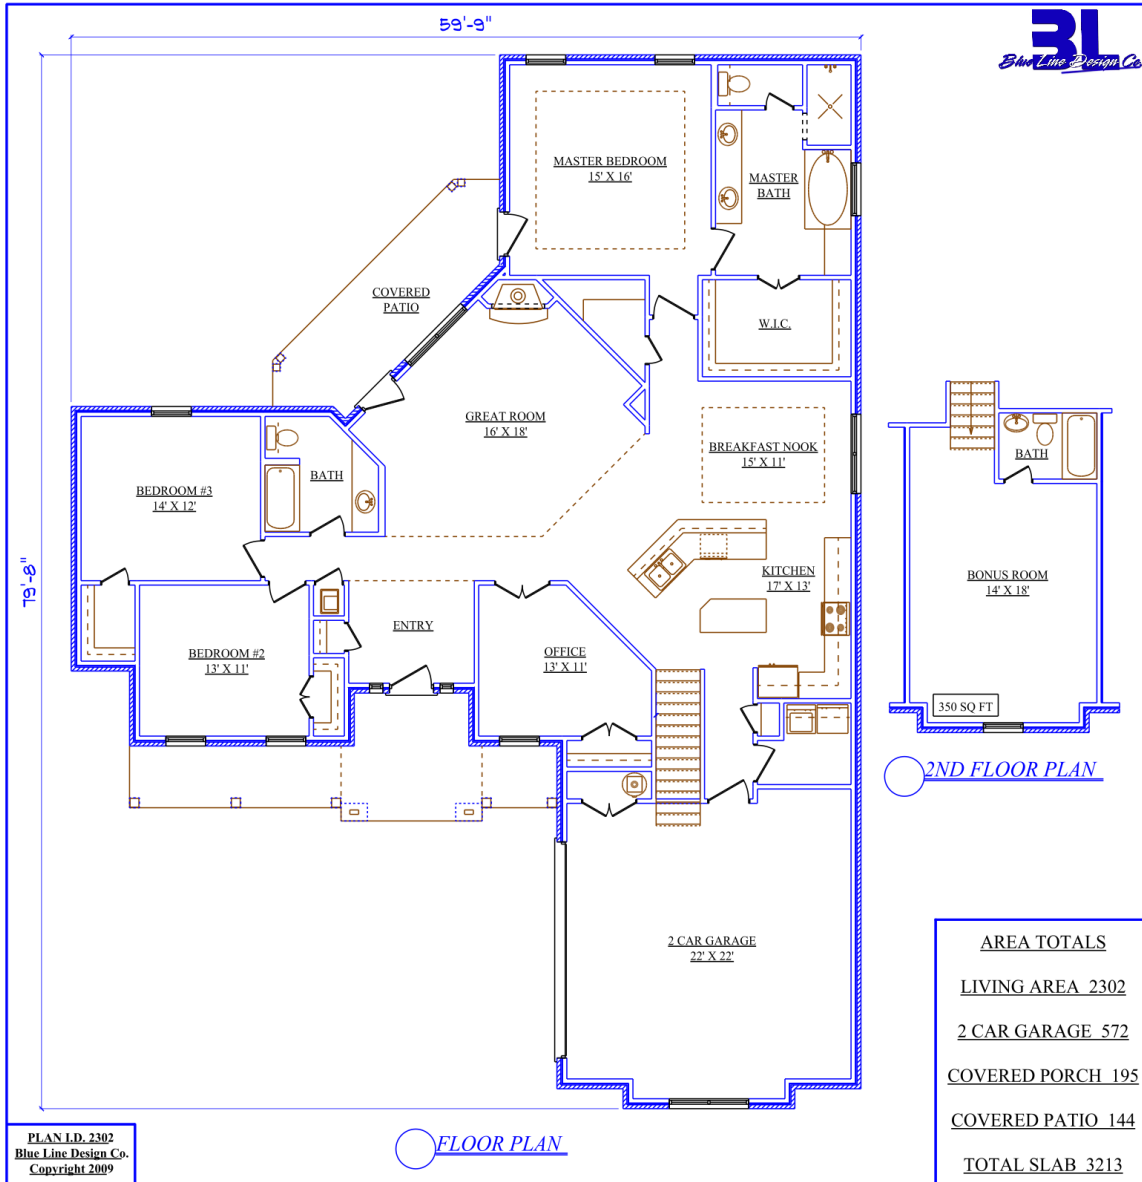 59'-9"
BL
Blue Line Design Co
MASTER BEDROOM
15' X 16'
MASTER
BATH
COVERED
PATIO
W.I.C.
GREAT ROOM
16' X 18'
BREAKFAST NOOK
15' X 11'
BATH
BATH
BEDROOM #3
14' X 12'
79'-8"
KITCHEN
17' X 13'
BONUS ROOM
14' X 18'
ENTRY
BEDROOM #2
13' X 11'
OFFICE
13' X 11'
350 SQ FT
2ND FLOOR PLAN
2 CAR GARAGE
22' X 22'
AREA TOTALS
LIVING AREA 2302
2 CAR GARAGE 572
COVERED PORCH 195
COVERED PATIO 144
TOTAL SLAB 3213
FLOOR PLAN
PLAN I.D. 2302
Blue Line Design Co.
Copyright 2009